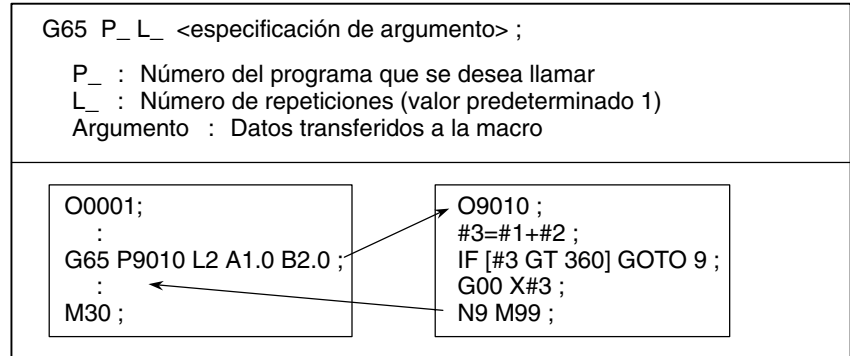 G65 P_ L_ <especificación de argumento> ;
P_ : Número del programa que se desea llamar
L_ : Número de repeticiones (valor predeterminado 1)
Argumento : Datos transferidos a la macro
O0001;
:
G65 P9010 L2 A1.0 B2.0 ;
:
M30 ;
O9010 ;
#3=#1+#2 ;
IF [#3 GT 360] GOTO 9 ;
G00 X#3 ;
N9 M99 ;